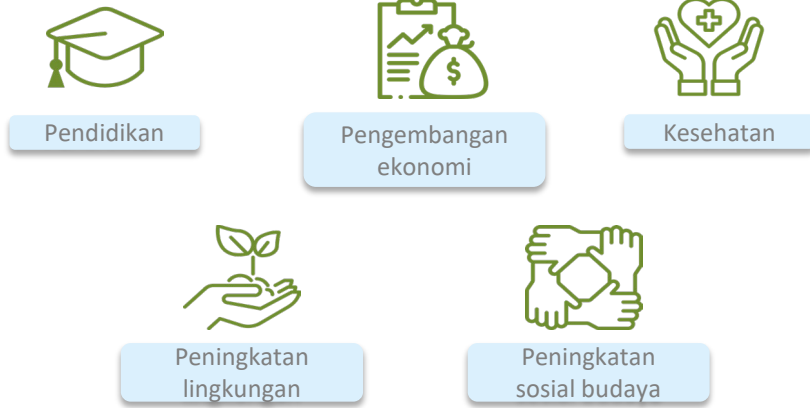 Pendidikan
Pengembangan
ekonomi
Kesehatan
Peningkatan
lingkungan
Peningkatan
sosial budaya